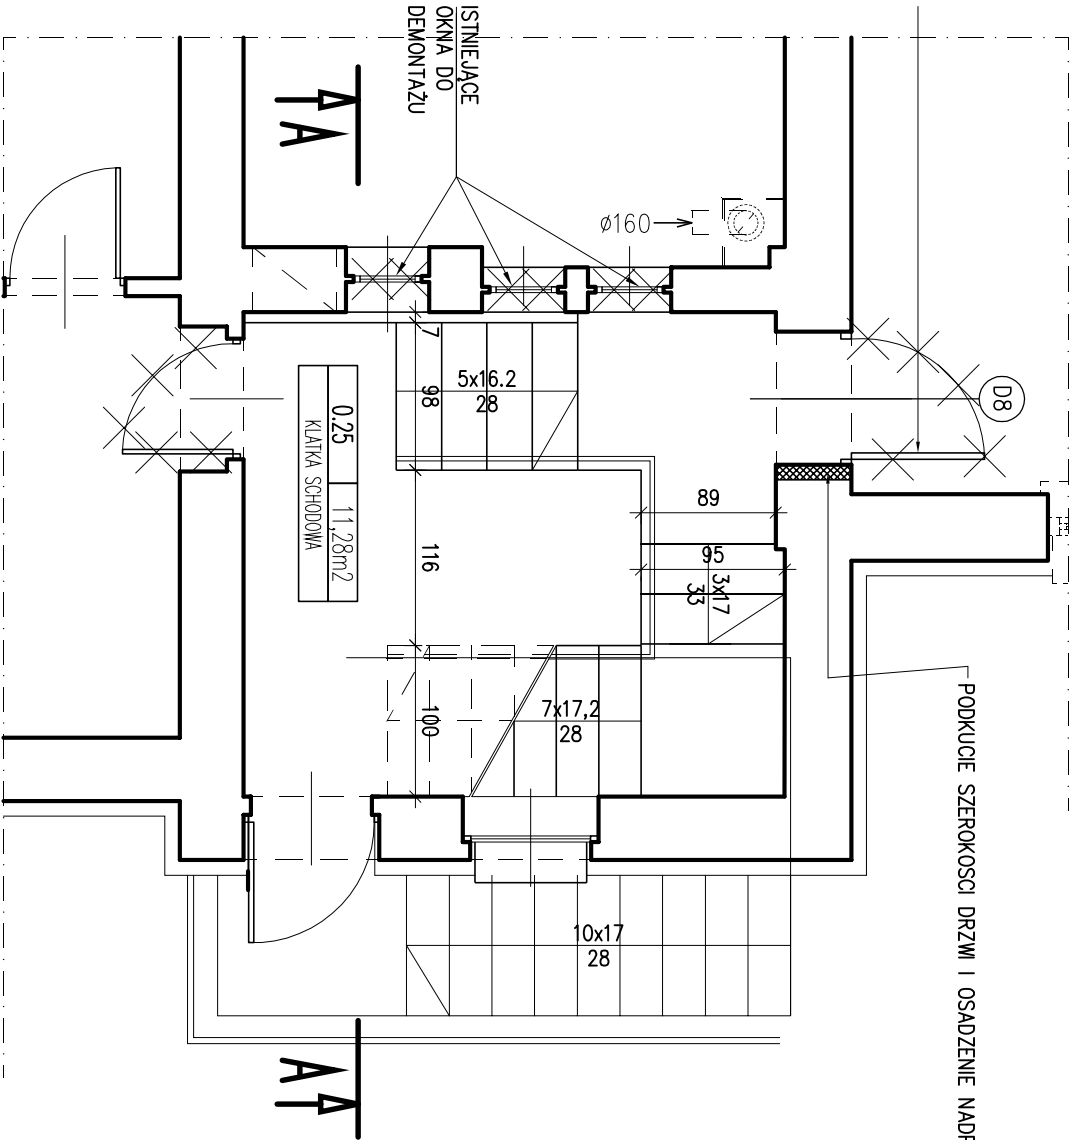 ISTNIEJĄCE
OKNA DO
DEMONTAŻU
A
ø160
D8
7
5x16.2
28
98
0.25
11,28m2
KLATKA SCHODOWA
89
95
3x17
33
116
100
7x17,2
28
PODKUCIE SZEROKOSCI DRZWI I OSADZENIE
10x17
28
A